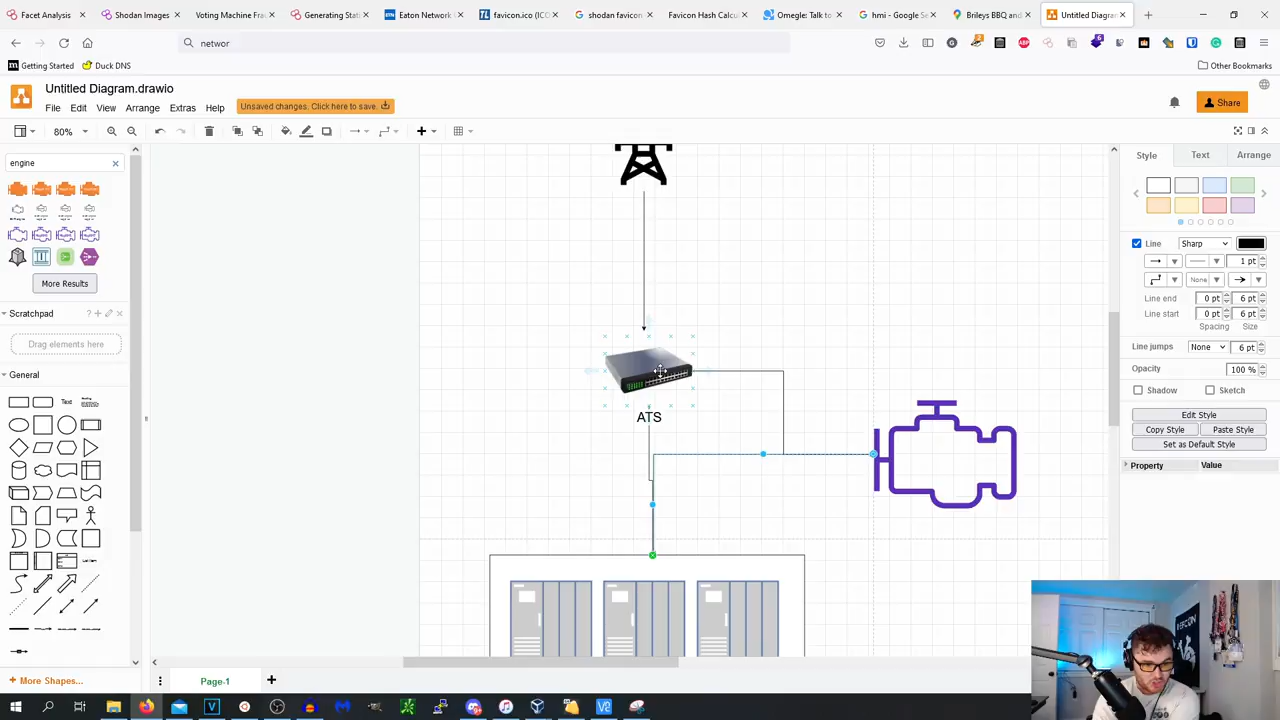 Facet Analysis
Shodan Images
Voting Machine Frau
Generating Stati
Eaton Network
favicon.ico (ICO
shodan favicon
Favicon Hash Calcu
Omegle: Talk to
hmi - Google Se
Brileys BBQ and
Untitled Diagram
networ
Getting Started
Duck DNS
Other Bookmarks
Untitled Diagram.drawio
File Edit View Arrange Extras Help
Unsaved changes. Click here to save.
Share
80%
engine
More Results
Scratchpad
Drag elements here
General
Text
More Shapes...
ATS
Page-1
Style Text Arrange
Line Sharp
1 pt
None
Line end 0 pt 6 pt
Line start 0 pt 6 pt
Spacing Size
Line jumps None 6 pt
Opacity 100 %
Shadow Sketch
Edit Style
Copy Style Paste Style
Set as Default Style
Property Value